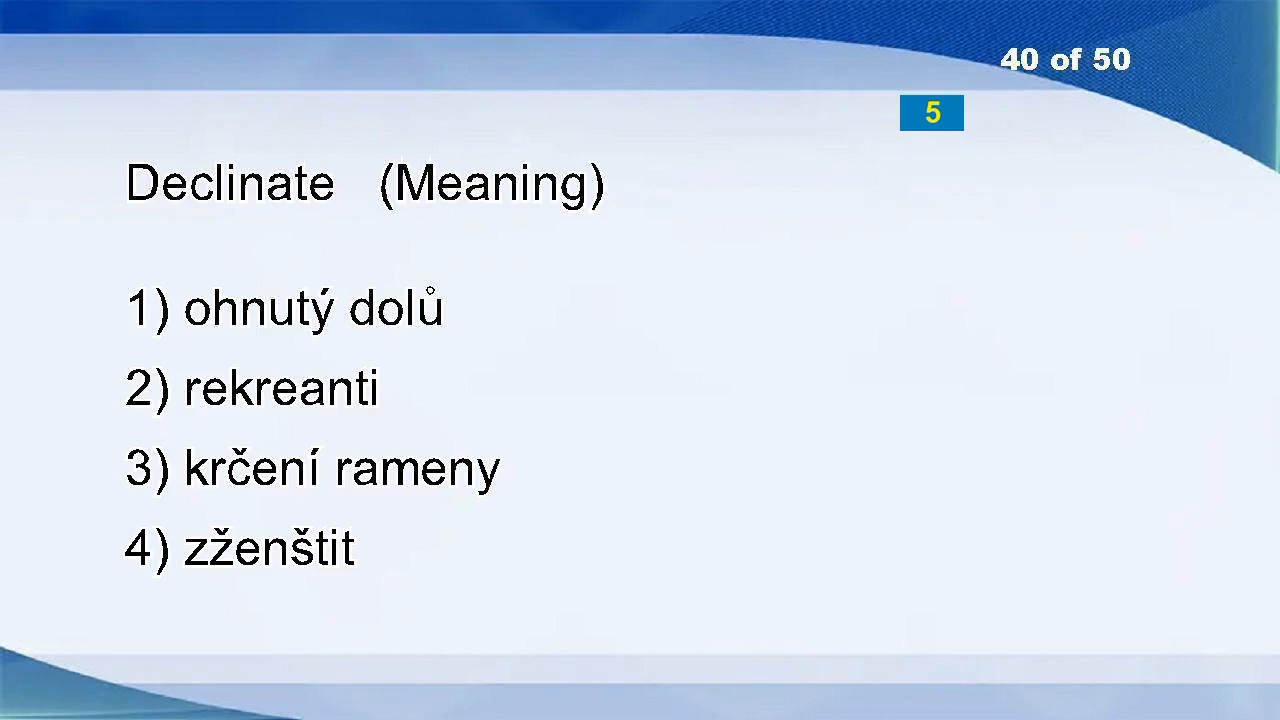 40 of 50
5
Declinate (Meaning)
1) ohnutý dolů
2) rekreanti
3) krčení rameny
4) zženštit